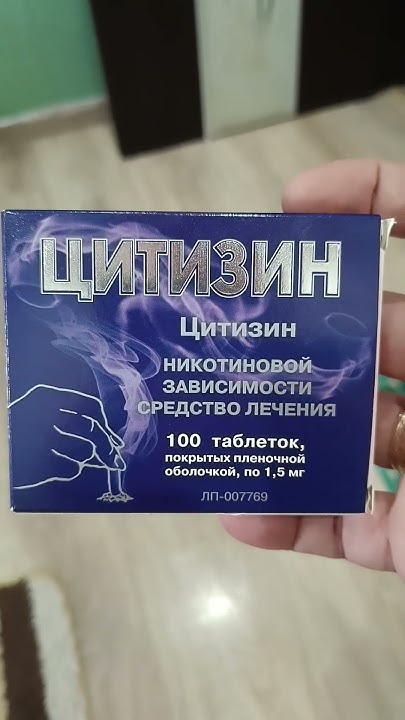 ЦИТИЗИН
Цитизин
НИКОТИНОВОЙ
ЗАВИСИМОСТИ
СРЕДСТВО ЛЕЧЕНИЯ
100 таблеток,
покрытых пленочной
оболочкой, по 1,5 мг
ЛП-007769